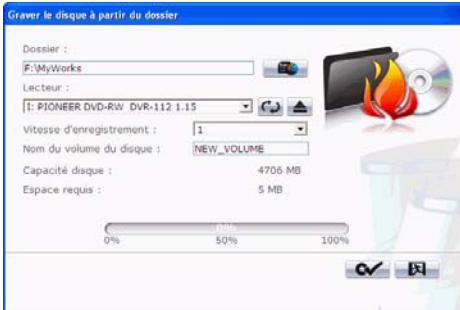 Graver le disque à partir du dossier
Dossier :
F:\MyWorks
Lecteur :
I: PIONEER DVD-RW DVR-112 1.15
Vitesse d'enregistrement : 1
Nom du volume du disque : NEW_VOLUME
Capacité disque : 4706 MB
Espace requis : 5 MB
0% 50% 100%